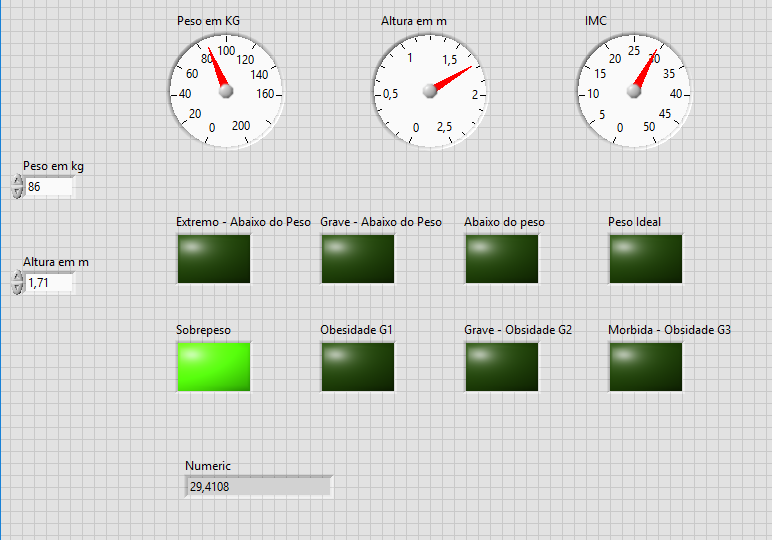 Peso em KG
0 20 40 60 80 100 120 140 160 200
Altura em m
0 0,5 1 1,5 2 2,5
IMC
0 5 10 15 20 25 30 35 40 45 50
Peso em kg
86
Altura em m
1,71
Extremo - Abaixo do Peso
Grave - Abaixo do Peso
Abaixo do peso
Peso Ideal
Sobrepeso
Obesidade G1
Grave - Obsidade G2
Morbida - Obsidade G3
Numeric
29,4108